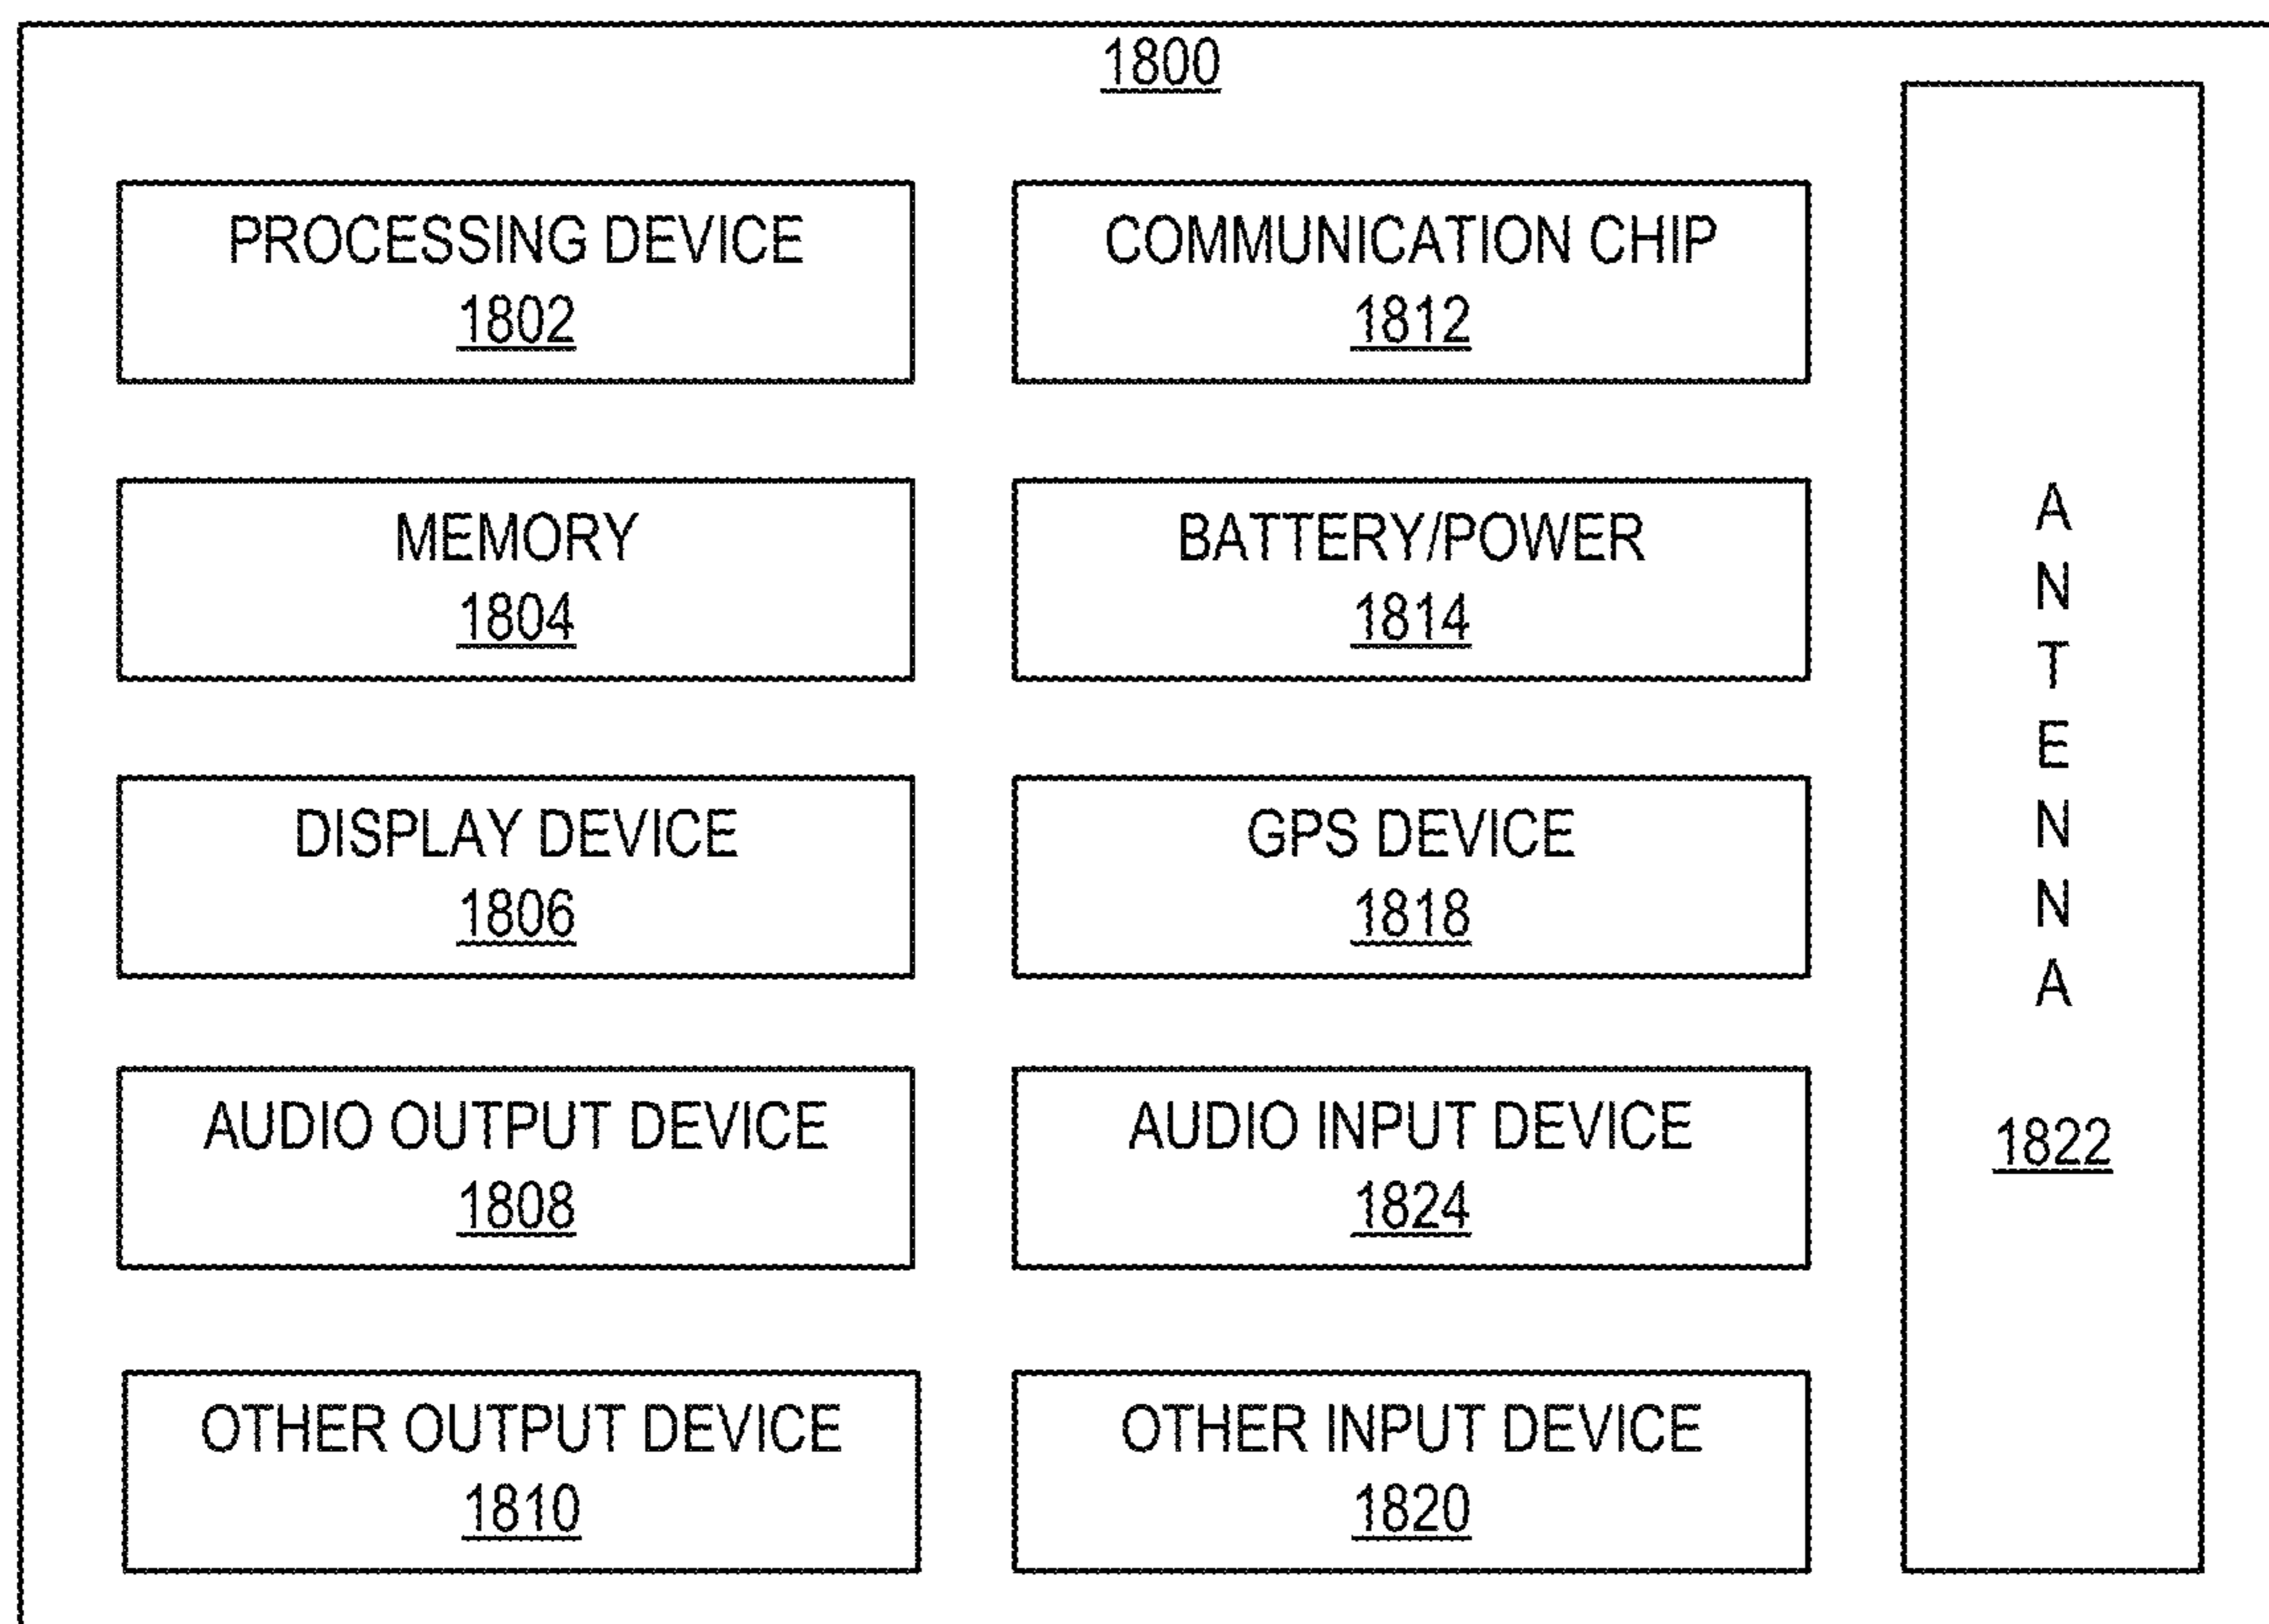 1800
PROCESSING DEVICE
1802
COMMUNICATION CHIP
1812
MEMORY
1804
BATTERY/POWER
1814
DISPLAY DEVICE
1806
GPS DEVICE
1818
AUDIO OUTPUT DEVICE
1808
AUDIO INPUT DEVICE
1824
OTHER OUTPUT DEVICE
1810
OTHER INPUT DEVICE
1820
ANTENNA
1822